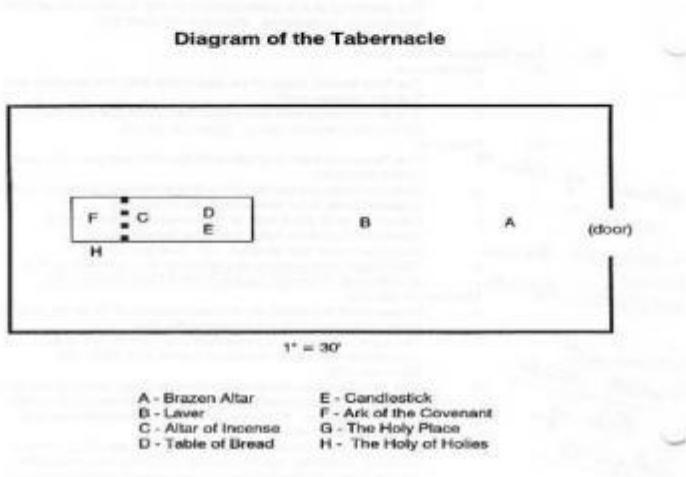 Diagram of the Tabernacle
F C D B A (door)
E
H
1" = 30'
A - Brazen Altar
B - Laver
C - Altar of Incense
D - Table of Bread
E - Candlestick
F - Ark of the Covenant
G - The Holy Place
H - The Holy of Holies